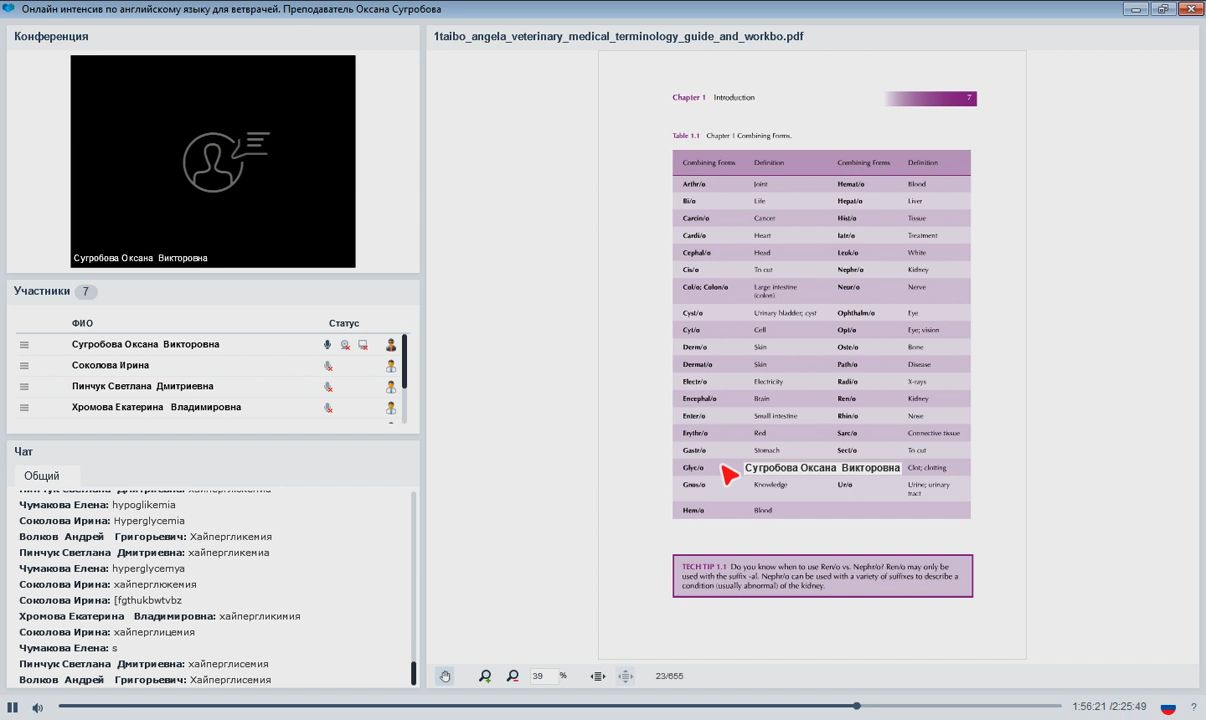 Онлайн интенсив по английскому языку для ветврачей. Преподаватель Оксана Сугробова
Конференция
Сугробова Оксана Викторовна
Участники 7
ФИО Статус
Сугробова Оксана Викторовна
Соколова Ирина
Пинчук Светлана Дмитриевна
Хромова Екатерина Владимировна
Чат
Общий
Чумакова Елена: hypoglikemia
Соколова Ирина: Hyperglycemia
Волков Андрей Григорьевич: Хайпергликемия
Пинчук Светлана Дмитриевна: хайпергликемиа
Чумакова Елена: hyperglycemya
Соколова Ирина: хайперглюкемия
Соколова Ирина: [fgthukbwtvbz
Хромова Екатерина Владимировна: хайпергликимия
Соколова Ирина: хайперглицемия
Чумакова Елена: s
Пинчук Светлана Дмитриевна: хайперглисемия
Волков Андрей Григорьевич: Хайперглисемия
1taibo_angela_veterinary_medical_terminology_guide_and_workbo.pdf
Chapter 1 Introduction 7
Table 1.1 Chapter 1 Combining Forms.
Combining Forms Definition Combining Forms Definition
Arthr/o Joint Hemat/o Blood
Bi/o Life Hepat/o Liver
Carcin/o Cancer Hist/o Tissue
Cardi/o Heart Iatr/o Treatment
Cephal/o Head Leuk/o White
Cis/o To cut Nephr/o Kidney
Col/o; Colon/o Large intestine (colon) Neur/o Nerve
Cyst/o Urinary bladder; cyst Ophthalm/o Eye
Cyt/o Cell Opt/o Eye; vision
Derm/o Skin Oste/o Bone
Dermat/o Skin Path/o Disease
Electr/o Electricity Radi/o X-rays
Encephal/o Brain Ren/o Kidney
Enter/o Small intestine Rhin/o Nose
Erythr/o Red Sarc/o Connective tissue
Gastr/o Stomach Sect/o To cut
Glyc/o Сугробова Оксана Викторовна Clot; clotting
Gnos/o Knowledge Ur/o Urine; urinary tract
Hem/o Blood
TECH TIP 1.1 Do you know when to use Ren/o vs. Nephr/o? Ren/o may only be
used with the suffix -al. Nephr/o can be used with a variety of suffixes to describe a
condition (usually abnormal) of the kidney.
39 % 23/655
1:56:21 /2:25:49 ?